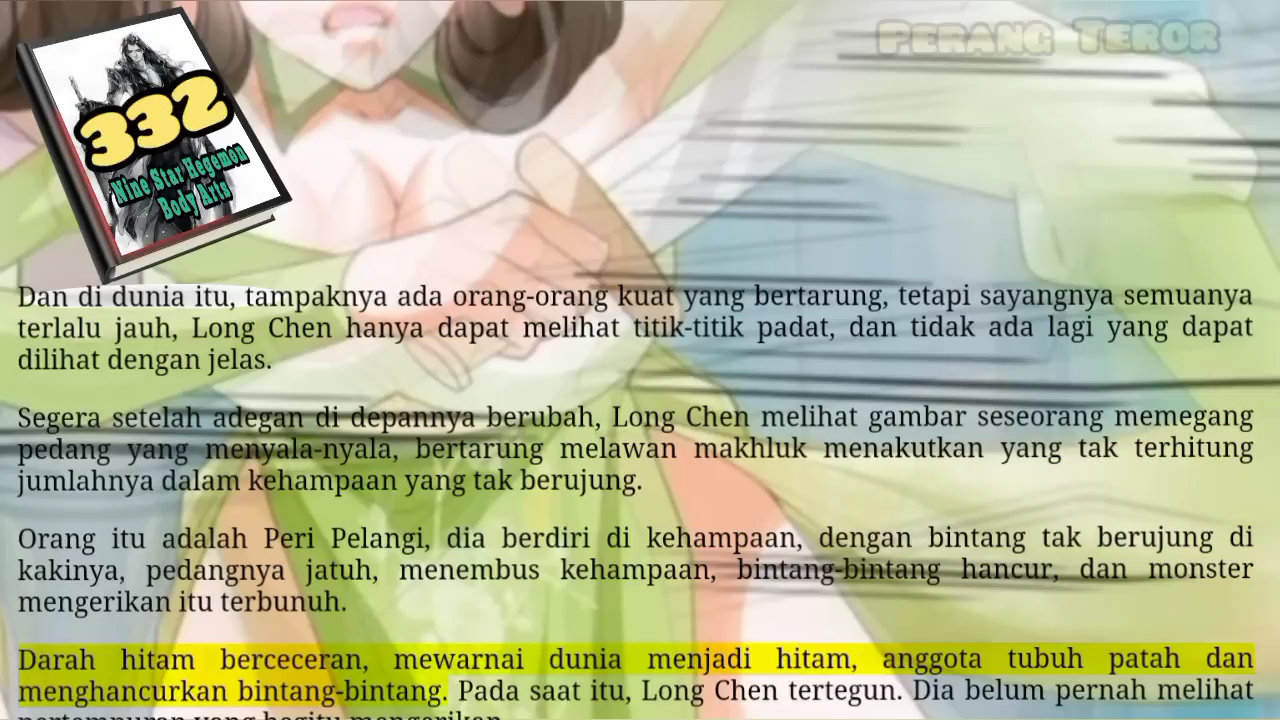 Perang Teror
332
Nine Star Hegemon
Body Arts
Dan di dunia itu, tampaknya ada orang-orang kuat yang bertarung, tetapi sayangnya semuanya
terlalu jauh, Long Chen hanya dapat melihat titik-titik padat, dan tidak ada lagi yang dapat
dilihat dengan jelas.
Segera setelah adegan di depannya berubah, Long Chen melihat gambar seseorang memegang
pedang yang menyala-nyala, bertarung melawan makhluk menakutkan yang tak terhitung
jumlahnya dalam kehampaan yang tak berujung.
Orang itu adalah Peri Pelangi, dia berdiri di kehampaan, dengan bintang tak berujung di
kakinya, pedangnya jatuh, menembus kehampaan, bintang-bintang hancur, dan monster
mengerikan itu terbunuh.
Darah hitam berceceran, mewarnai dunia menjadi hitam, anggota tubuh patah dan
menghancurkan bintang-bintang. Pada saat itu, Long Chen tertegun. Dia belum pernah melihat
pertempuran yang begitu mengerikan.